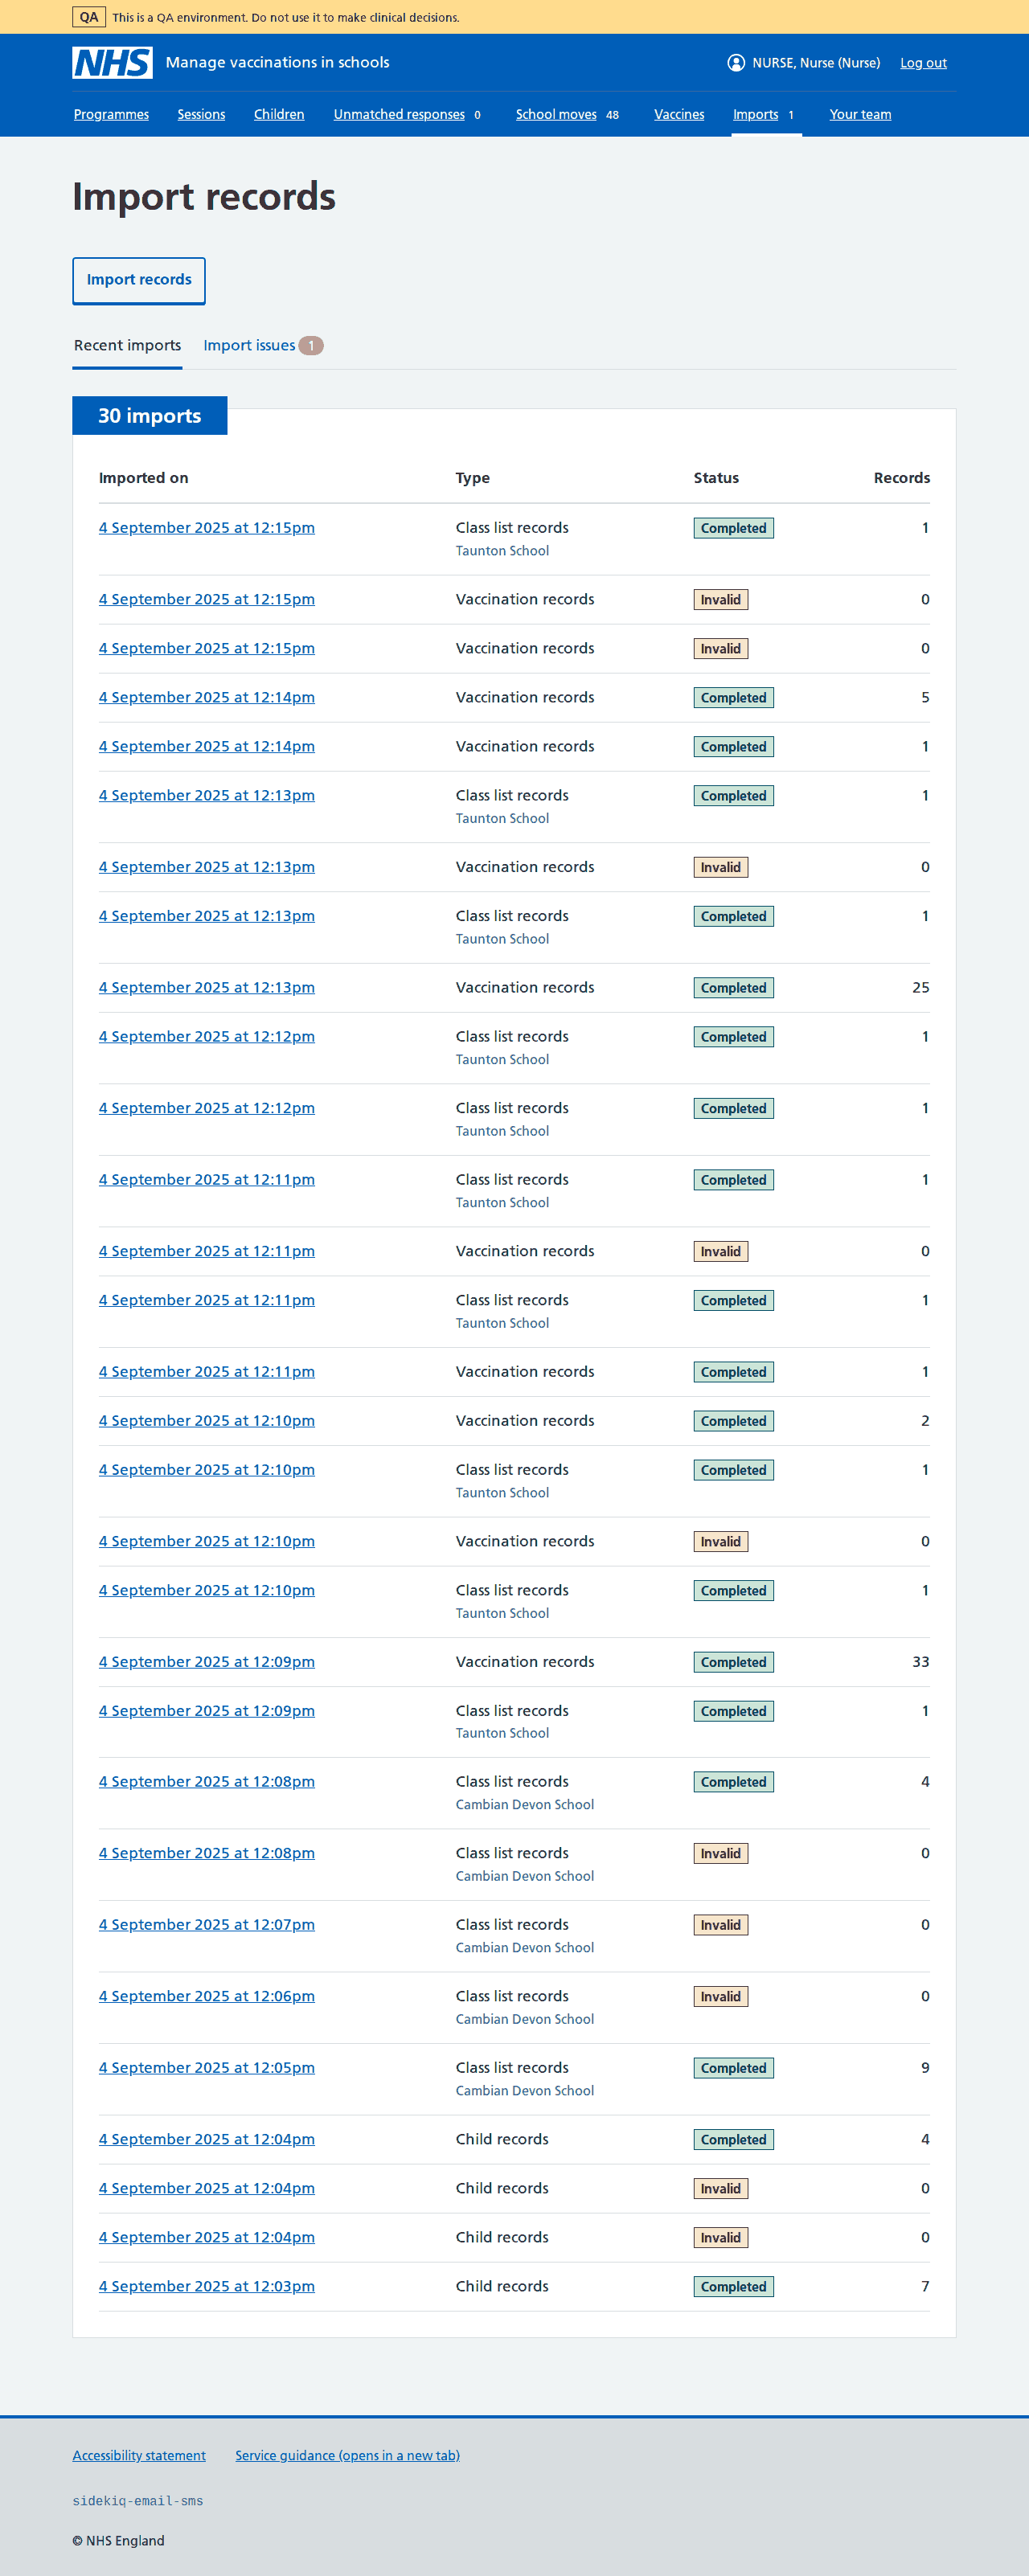 QA This is a QA environment. Do not use it to make clinical decisions.
NHS Manage vaccinations in schools NURSE, Nurse (Nurse) Log out
Programmes Sessions Children Unmatched responses 0 School moves 48 Vaccines Imports 1 Your team
Import records
Import records
Recent imports Import issues 1
30 imports
Imported on Type Status Records
4 September 2025 at 12:15pm Class list records Completed 1
Taunton School
4 September 2025 at 12:15pm Vaccination records Invalid 0
4 September 2025 at 12:15pm Vaccination records Invalid 0
4 September 2025 at 12:14pm Vaccination records Completed 5
4 September 2025 at 12:14pm Vaccination records Completed 1
4 September 2025 at 12:13pm Class list records Completed 1
Taunton School
4 September 2025 at 12:13pm Vaccination records Invalid 0
4 September 2025 at 12:13pm Class list records Completed 1
Taunton School
4 September 2025 at 12:13pm Vaccination records Completed 25
4 September 2025 at 12:12pm Class list records Completed 1
Taunton School
4 September 2025 at 12:12pm Class list records Completed 1
Taunton School
4 September 2025 at 12:11pm Class list records Completed 1
Taunton School
4 September 2025 at 12:11pm Vaccination records Invalid 0
4 September 2025 at 12:11pm Class list records Completed 1
Taunton School
4 September 2025 at 12:11pm Vaccination records Completed 1
4 September 2025 at 12:10pm Vaccination records Completed 2
4 September 2025 at 12:10pm Class list records Completed 1
Taunton School
4 September 2025 at 12:10pm Vaccination records Invalid 0
4 September 2025 at 12:10pm Class list records Completed 1
Taunton School
4 September 2025 at 12:09pm Vaccination records Completed 33
4 September 2025 at 12:09pm Class list records Completed 1
Taunton School
4 September 2025 at 12:08pm Class list records Completed 4
Cambian Devon School
4 September 2025 at 12:08pm Class list records Invalid 0
Cambian Devon School
4 September 2025 at 12:07pm Class list records Invalid 0
Cambian Devon School
4 September 2025 at 12:06pm Class list records Invalid 0
Cambian Devon School
4 September 2025 at 12:05pm Class list records Completed 9
Cambian Devon School
4 September 2025 at 12:04pm Child records Completed 4
4 September 2025 at 12:04pm Child records Invalid 0
4 September 2025 at 12:04pm Child records Invalid 0
4 September 2025 at 12:03pm Child records Completed 7
Accessibility statement Service guidance (opens in a new tab)
sidekiq-email-sms
© NHS England